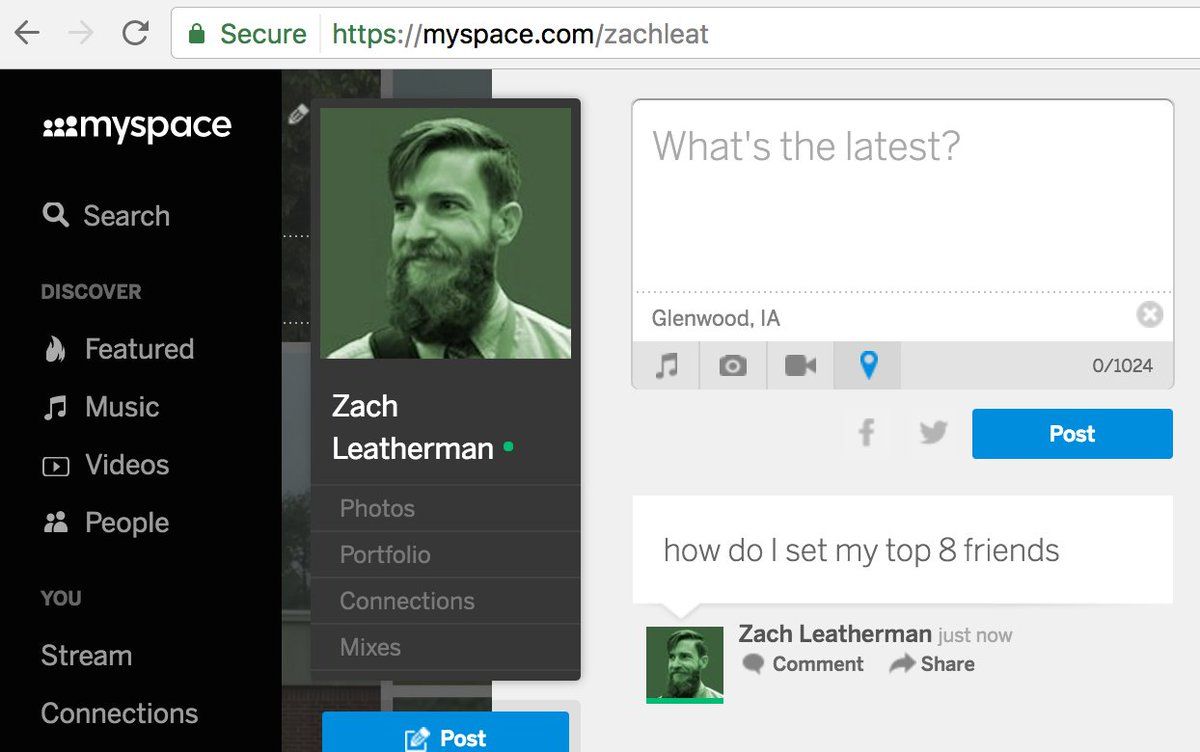 Secure https://myspace.com/zachleat
myspace
Search
DISCOVER
Featured
Music
Videos
People
YOU
Stream
Connections
Zach
Leatherman
Photos
Portfolio
Connections
Mixes
Post
What's the latest?
Glenwood, IA
0/1024
Post
how do I set my top 8 friends
Zach Leatherman just now
Comment Share